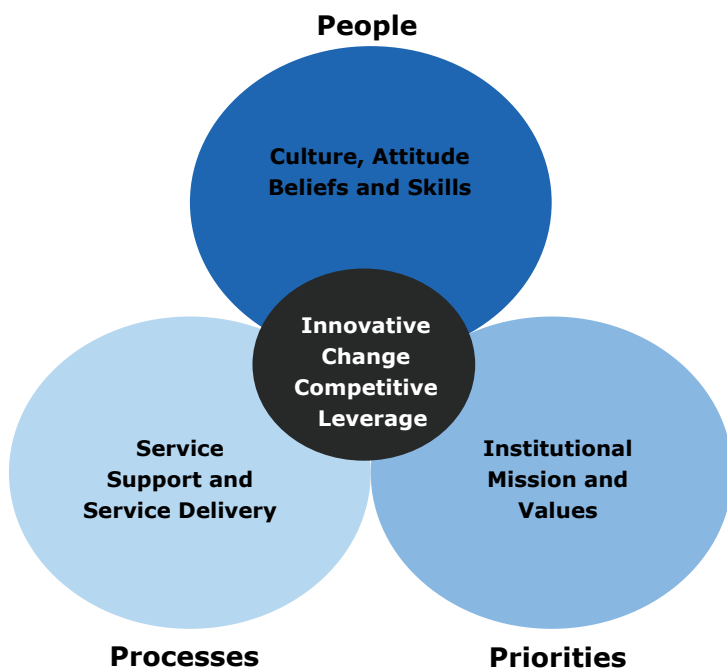 People
Culture, Attitude
Beliefs and Skills
Innovative
Change
Competitive
Leverage
Service
Support and
Service Delivery
Institutional
Mission and
Values
Processes
Priorities